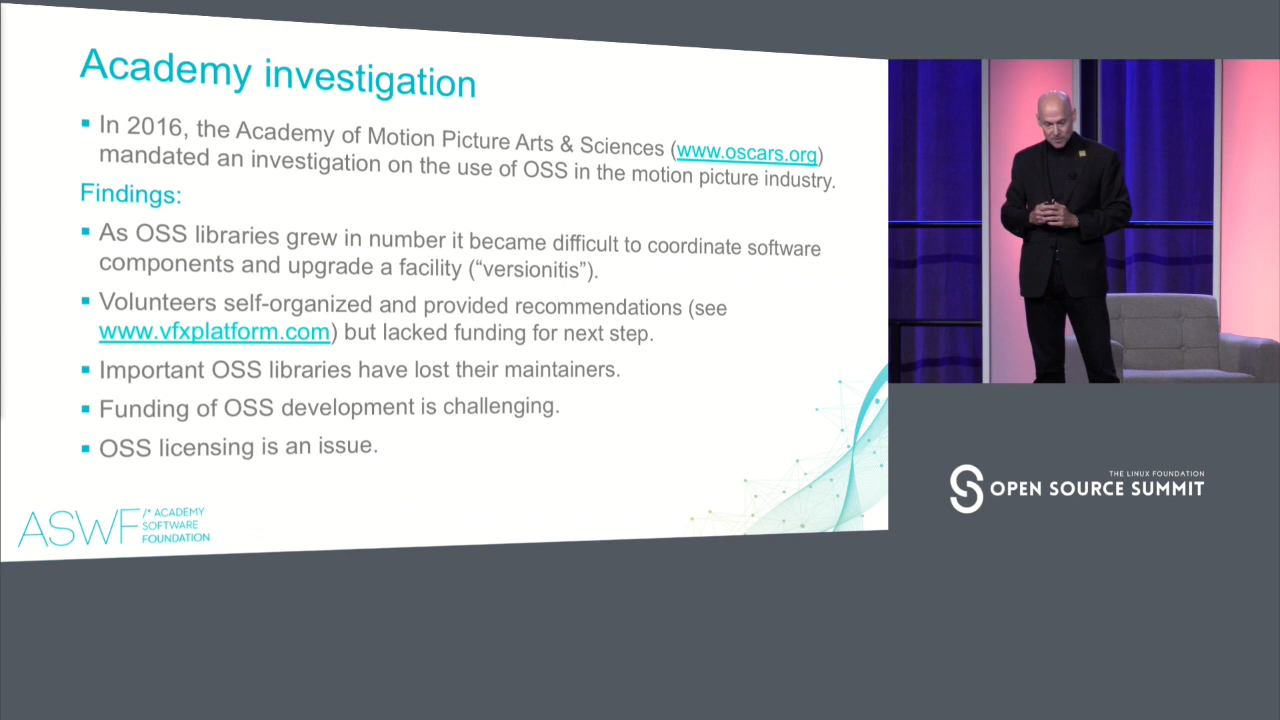 Academy investigation
▪ In 2016, the Academy of Motion Picture Arts & Sciences (www.oscars.org)
mandated an investigation on the use of OSS in the motion picture industry.
Findings:
▪ As OSS libraries grew in number it became difficult to coordinate software
components and upgrade a facility (“versionitis”).
▪ Volunteers self-organized and provided recommendations (see
www.vfxplatform.com) but lacked funding for next step.
▪ Important OSS libraries have lost their maintainers.
▪ Funding of OSS development is challenging.
▪ OSS licensing is an issue.
ASWF
/* ACADEMY
SOFTWARE
FOUNDATION
THE LINUX FOUNDATION
OPEN SOURCE SUMMIT